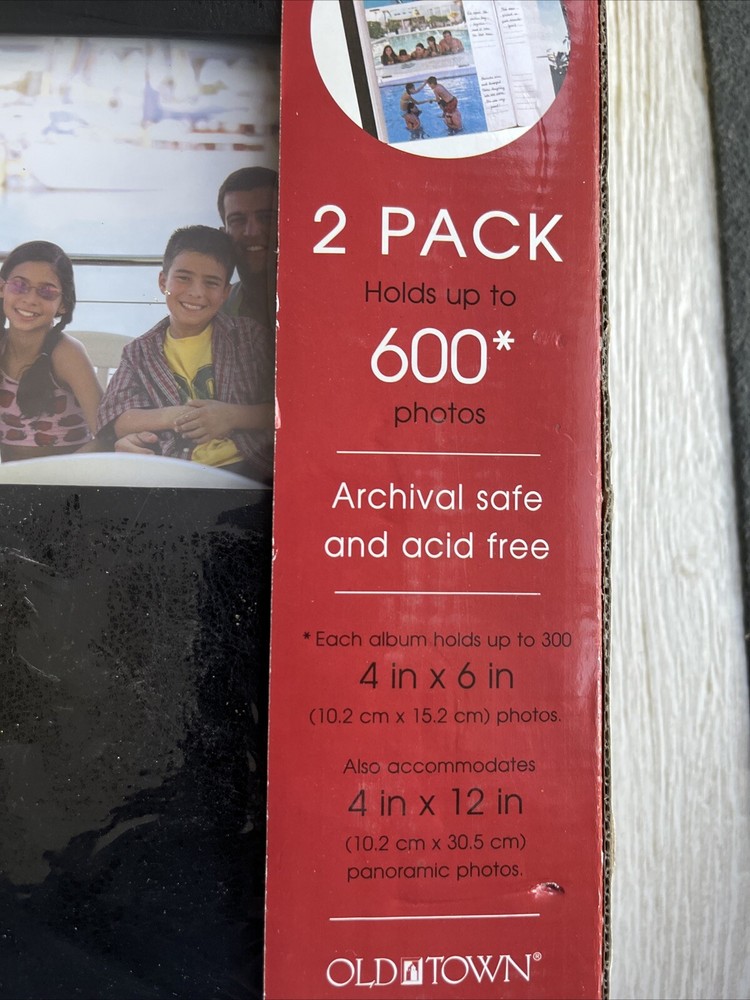 2 PACK
Holds up to
600*
photos
Archival safe
and acid free
* Each album holds up to 300
4 in x 6 in
(10.2 cm x 15.2 cm) photos.
Also accommodates
4 in x 12 in
(10.2 cm x 30.5 cm)
panoramic photos.
OLD TOWN®